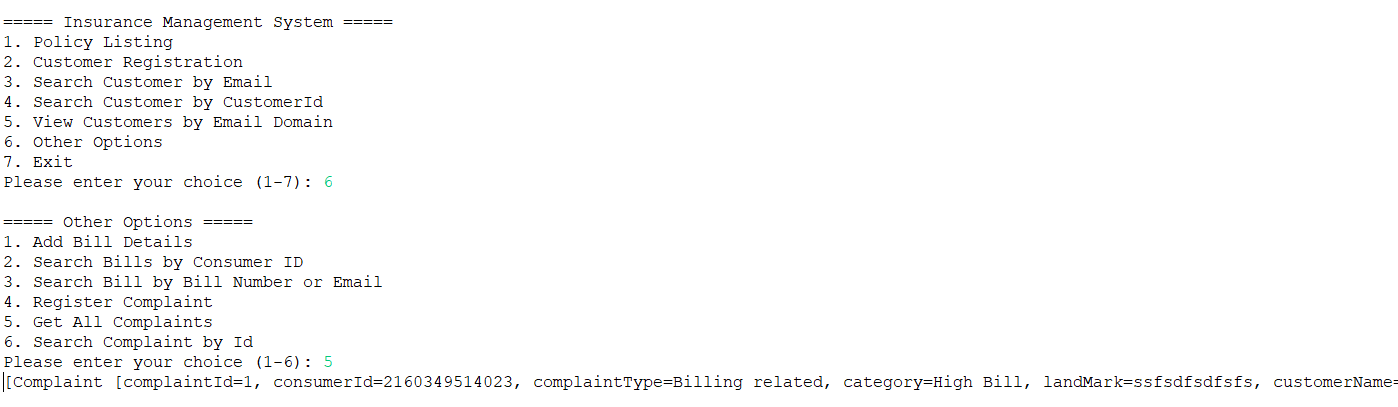 ===== Insurance Management System =====
1. Policy Listing
2. Customer Registration
3. Search Customer by Email
4. Search Customer by CustomerId
5. View Customers by Email Domain
6. Other Options
7. Exit
Please enter your choice (1-7): 6
===== Other Options =====
1. Add Bill Details
2. Search Bills by Consumer ID
3. Search Bill by Bill Number or Email
4. Register Complaint
5. Get All Complaints
6. Search Complaint by Id
Please enter your choice (1-6): 5
[Complaint [complaintId=1, consumerId=2160349514023, complaintType=Billing related, category=High Bill, landMark=ssfsdfsdfsfs, customerName=